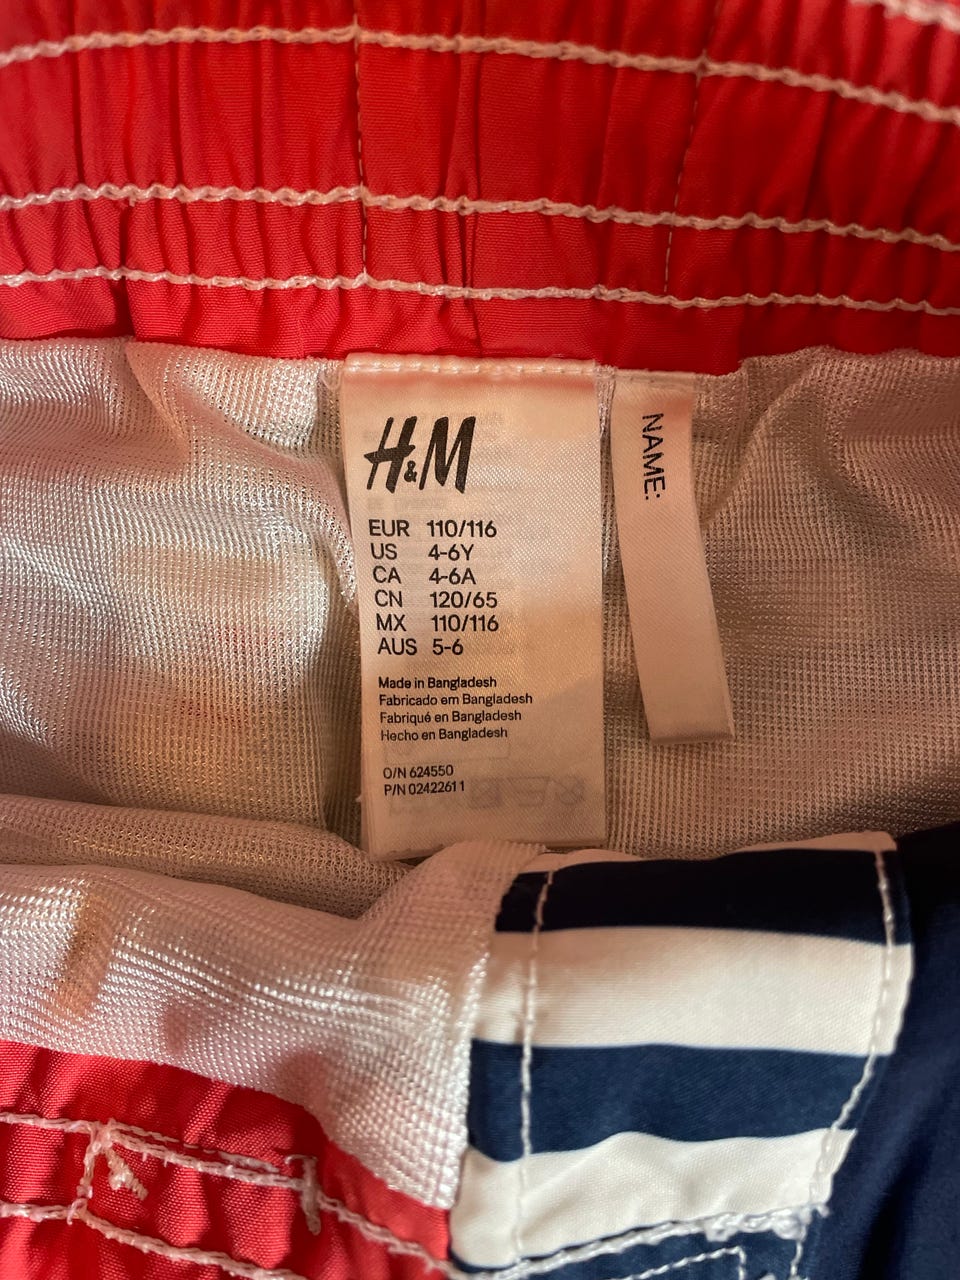 H&M
EUR 110/116
US 4-6Y
CA 4-6A
CN 120/65
MX 110/116
AUS 5-6
Made in Bangladesh
Fabricado em Bangladesh
Fabriqué en Bangladesh
Hecho en Bangladesh
O/N 624550
P/N 02422611
NAME: